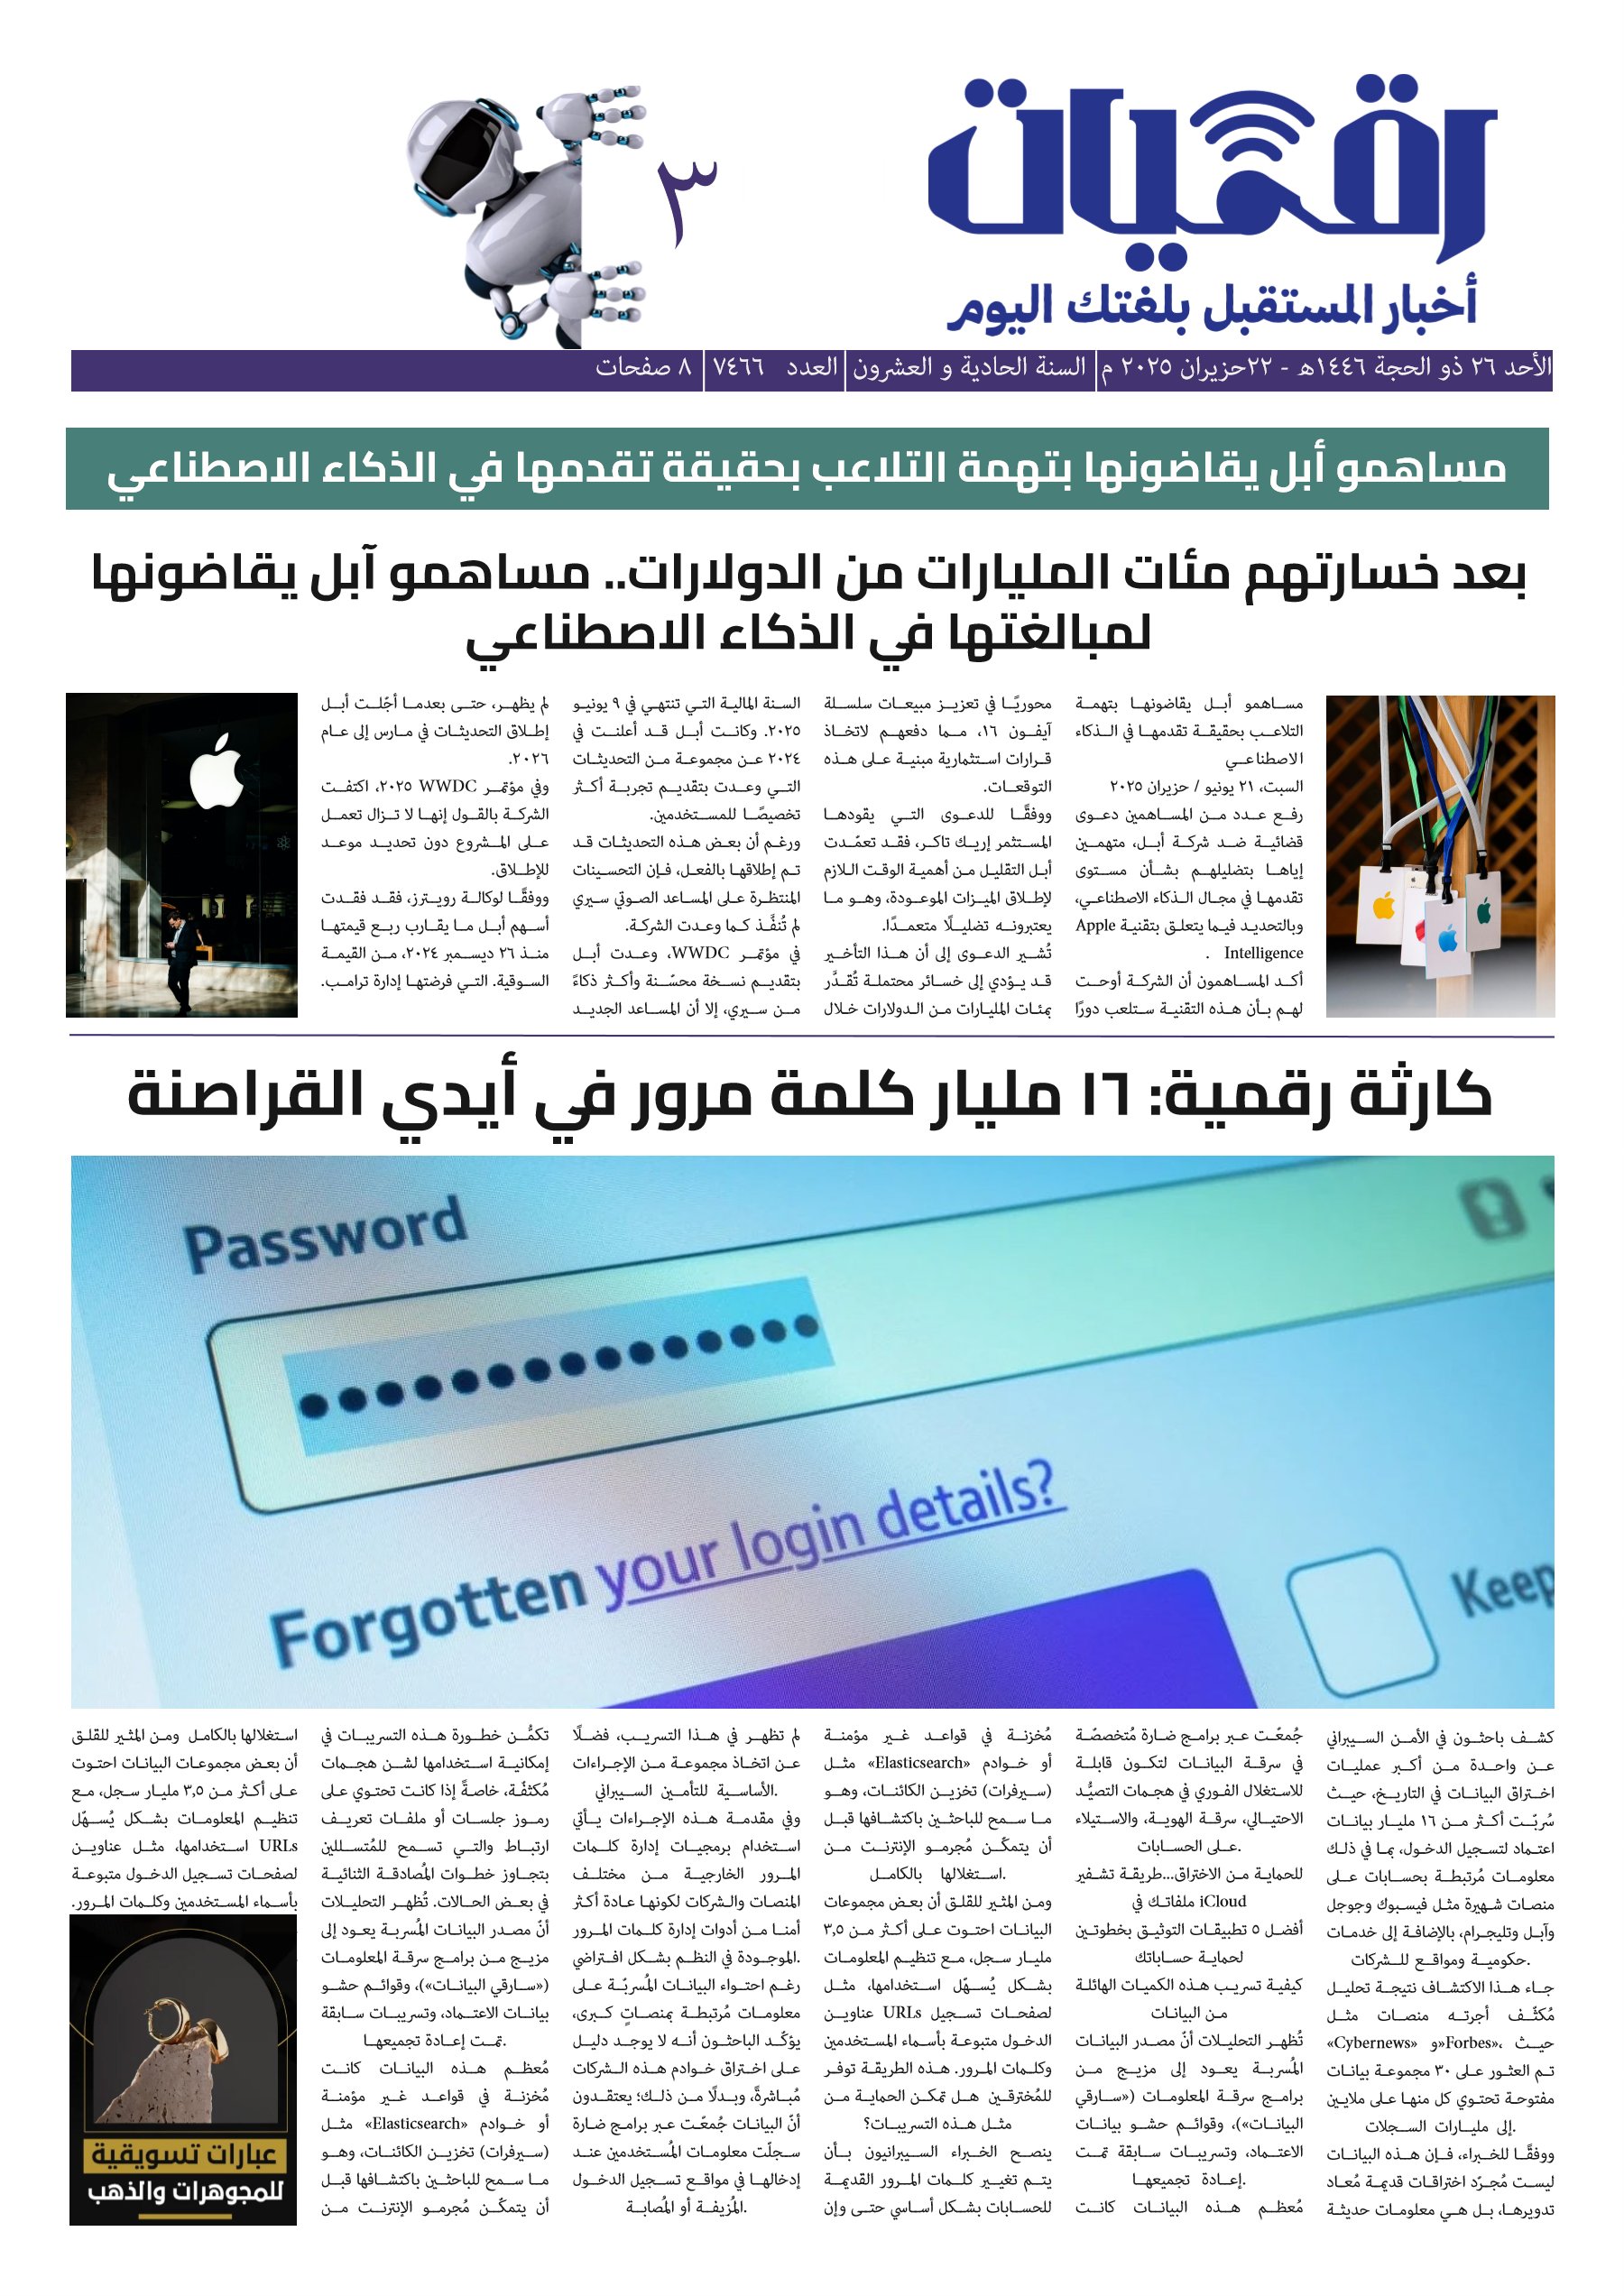 رقميات
أخبار المستقبل بلغتك اليوم
٣
الأحد ٢٦ ذو الحجة ١٤٤٦هـ - ٢٢حزيران ٢٠٢٥ م | السنة الحادية و العشرون | العدد ٧٤٦٦ | ٨ صفحات
مساهمو أبل يقاضونها بتهمة التلاعب بحقيقة تقدمها في الذكاء الاصطناعي
بعد خسارتهم مئات المليارات من الدولارات.. مساهمو آبل يقاضونها
لمبالغتها في الذكاء الاصطناعي
مساهمو أبل يقاضونها بتهمة
التلاعب بحقيقة تقدمها في الذكاء
الاصطناعي
السبت، ٢١ يونيو / حزيران ٢٠٢٥
رفع عدد من المساهمين دعوى
قضائية ضد شركة أبل، متهمين
إياها بتضليلهم بشأن مستوى
تقدمها في مجال الذكاء الاصطناعي،
وبالتحديد فيما يتعلق بتقنية Apple
Intelligence .
أكد المساهمون أن الشركة أوحت
لهم بأن هذه التقنية ستلعب دورًا
محوريًا في تعزيز مبيعات سلسلة
آيفون ١٦، مما دفعهم لاتخاذ
قرارات استثمارية مبنية على هذه
التوقعات.
ووفقًا للدعوى التي يقودها
المستثمر إريك تاكر، فقد تعمّدت
أبل التقليل من أهمية الوقت اللازم
لإطلاق الميزات الموعودة، وهو ما
يعتبرونه تضليلًا متعمدًا.
تُشير الدعوى إلى أن هذا التأخير
قد يؤدي إلى خسائر محتملة تُقدَّر
بمئات المليارات من الدولارات خلال
السنة المالية التي تنتهي في ٩ يونيو
٢٠٢٥. وكانت أبل قد أعلنت في
٢٠٢٤ عن مجموعة من التحديثات
التي وعدت بتقديم تجربة أكثر
تخصيصًا للمستخدمين.
ورغم أن بعض هذه التحديثات قد
تم إطلاقها بالفعل، فإن التحسينات
المنتظرة على المساعد الصوتي سيري
لم تُنفَّذ كما وعدت الشركة.
في مؤتمر WWDC، وعدت أبل
بتقديم نسخة محسّنة وأكثر ذكاءً
من سيري، إلا أن المساعد الجديد
لم يظهر، حتى بعدما أجّلت أبل
إطلاق التحديثات في مارس إلى عام
٢٠٢٦.
وفي مؤتمر WWDC ٢٠٢٥، اكتفت
الشركة بالقول إنها لا تزال تعمل
على المشروع دون تحديد موعد
للإطلاق.
ووفقًا لوكالة رويترز، فقد فقدت
أسهم أبل ما يقارب ربع قيمتها
منذ ٢٦ ديسمبر ٢٠٢٤، من القيمة
السوقية. التي فرضتها إدارة ترامب.
كارثة رقمية: ١٦ مليار كلمة مرور في أيدي القراصنة
Password
Forgotten your login details?
Keep
كشف باحثون في الأمن السيبراني
عن واحدة من أكبر عمليات
اختراق البيانات في التاريخ، حيث
سُربّت أكثر من ١٦ مليار بيانات
اعتماد لتسجيل الدخول، بما في ذلك
معلومات مُرتبطة بحسابات على
منصات شهيرة مثل فيسبوك وجوجل
وآبل وتليجرام، بالإضافة إلى خدمات
.حكومية ومواقع للشركات
جاء هذا الاكتشاف نتيجة تحليل
مُكثّف أجرته منصات مثل
«Cybernews» و«Forbes»، حيث
تم العثور على ٣٠ مجموعة بيانات
مفتوحة تحتوي كل منها على ملايين
.إلى مليارات السجلات
ووفقًا للخبراء، فإن هذه البيانات
ليست مُجرّد اختراقات قديمة مُعاد
تدويرها، بل هي معلومات حديثة
جُمعّت عبر برامج ضارة مُتخصصّة
في سرقة البيانات لتكون قابلة
للاستغلال الفوري في هجمات التصيُّد
الاحتيالي، سرقة الهوية، والاستيلاء
.على الحسابات
للحماية من الاختراق...طريقة تشفير
iCloud ملفاتك في
أفضل ٥ تطبيقات التوثيق بخطوتين
لحماية حساباتك
كيفية تسريب هذه الكميات الهائلة
من البيانات
تُظهر التحليلات أنّ مصدر البيانات
المُسربة يعود إلى مزيج من
برامج سرقة المعلومات («سارقي
البيانات»)، وقوائم حشو بيانات
الاعتماد، وتسريبات سابقة تمت
.إعادة تجميعها
مُعظم هذه البيانات كانت
مُخزنة في قواعد غير مؤمنة
أو خوادم «Elasticsearch» مثل
(سيرفرات) تخزين الكائنات، وهو
ما سمح للباحثين باكتشافها قبل
أن يتمكّن مُجرمو الإنترنت من
.استغلالها بالكامل
ومن المثير للقلق أن بعض مجموعات
البيانات احتوت على أكثر من ٣٫٥
مليار سجل، مع تنظيم المعلومات
بشكل يُسهّل استخدامها، مثل
لصفحات تسجيل URLs عناوين
الدخول متبوعة بأسماء المستخدمين
وكلمات المرور. هذه الطريقة توفر
للمُخترقين هل تمكن الحماية من
مثل هذه التسريبات؟
ينصح الخبراء السيبرانيون بأن
يتم تغيير كلمات المرور القديمة
للحسابات بشكل أساسي حتى وإن
لم تظهر في هذا التسريب، فضلًا
عن اتخاذ مجموعة من الإجراءات
.الأساسية للتأمين السيبراني
وفي مقدمة هذه الإجراءات يأتي
استخدام برمجيات إدارة كلمات
المرور الخارجية من مختلف
المنصات والشركات لكونها عادة أكثر
أمنا من أدوات إدارة كلمات المرور
.الموجودة في النظم بشكل افتراضي
رغم احتواء البيانات المُسربّة على
معلومات مُرتبطة بمنصاتٍ كبرى،
يؤكّد الباحثون أنه لا يوجد دليل
على اختراق خوادم هذه الشركات
مُباشرةً، وبدلًا من ذلك؛ يعتقدون
أنّ البيانات جُمعّت عبر برامج ضارة
سجلّت معلومات المُستخدمين عند
إدخالها في مواقع تسجيل الدخول
.المُزيفة أو المُصابة
تكمُّن خطورة هذه التسريبات في
إمكانية استخدامها لشن هجمات
مُكثفّة، خاصةً إذا كانت تحتوي على
رموز جلسات أو ملفات تعريف
ارتباط والتي تسمح للمُتسللين
بتجاوز خطوات المُصادقة الثنائية
في بعض الحالات. تُظهر التحليلات
أنّ مصدر البيانات المُسربة يعود إلى
مزيج من برامج سرقة المعلومات
(«سارقي البيانات»)، وقوائم حشو
بيانات الاعتماد، وتسريبات سابقة
.تمت إعادة تجميعها
مُعظم هذه البيانات كانت
مُخزنة في قواعد غير مؤمنة
أو خوادم «Elasticsearch» مثل
(سيرفرات) تخزين الكائنات، وهو
ما سمح للباحثين باكتشافها قبل
أن يتمكّن مُجرمو الإنترنت من
استغلالها بالكامل ومن المثير للقلق
أن بعض مجموعات البيانات احتوت
على أكثر من ٣٫٥ مليار سجل، مع
تنظيم المعلومات بشكل يُسهّل
URLs استخدامها، مثل عناوين
لصفحات تسجيل الدخول متبوعة
بأسماء المستخدمين وكلمات المرور.
عبارات تسويقية
للمجوهرات والذهب